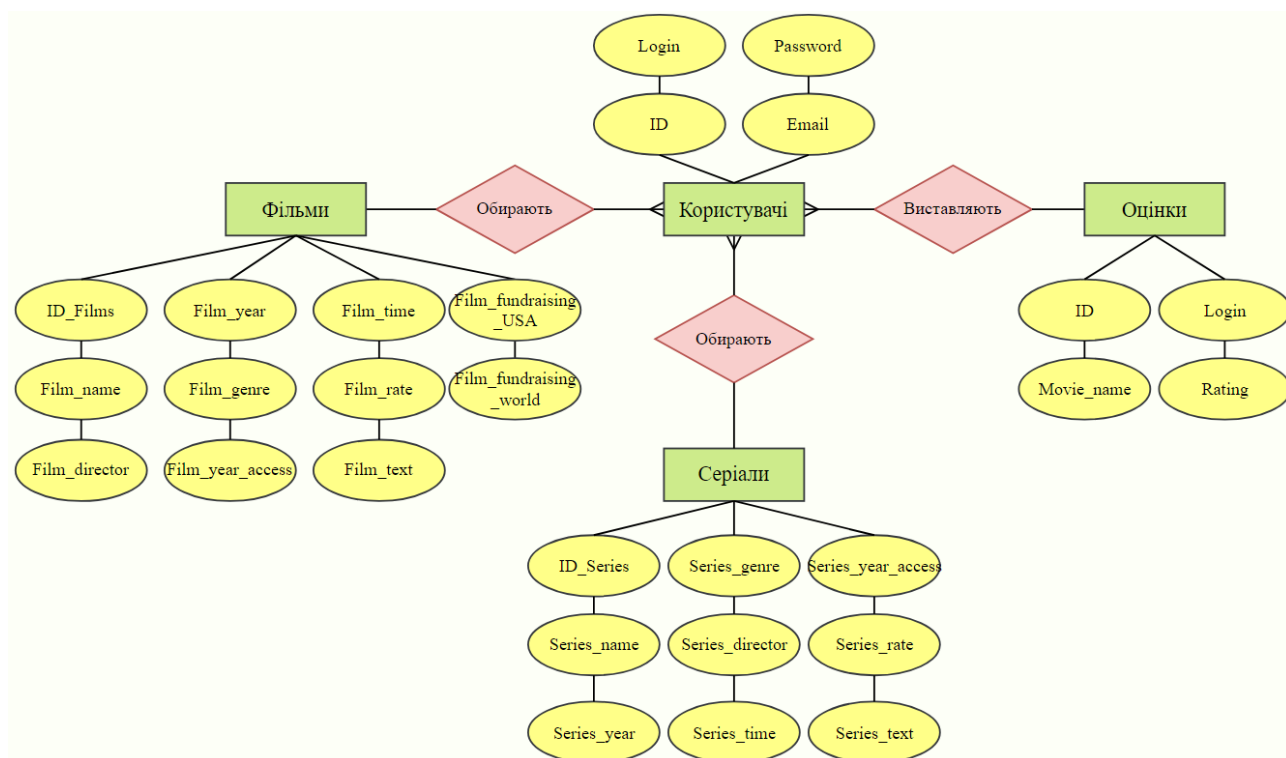 Login
Password
ID
Email
Фільми
Обирають
Користувачі
Виставляють
Оцінки
ID_Films
Film_year
Film_time
Film_fundraising
_USA
ID
Login
Обирають
Film_name
Film_genre
Film_rate
Film_fundraising
_world
Movie_name
Rating
Film_director
Film_year_access
Film_text
Серіали
ID_Series
Series_genre
Series_year_access
Series_name
Series_director
Series_rate
Series_year
Series_time
Series_text